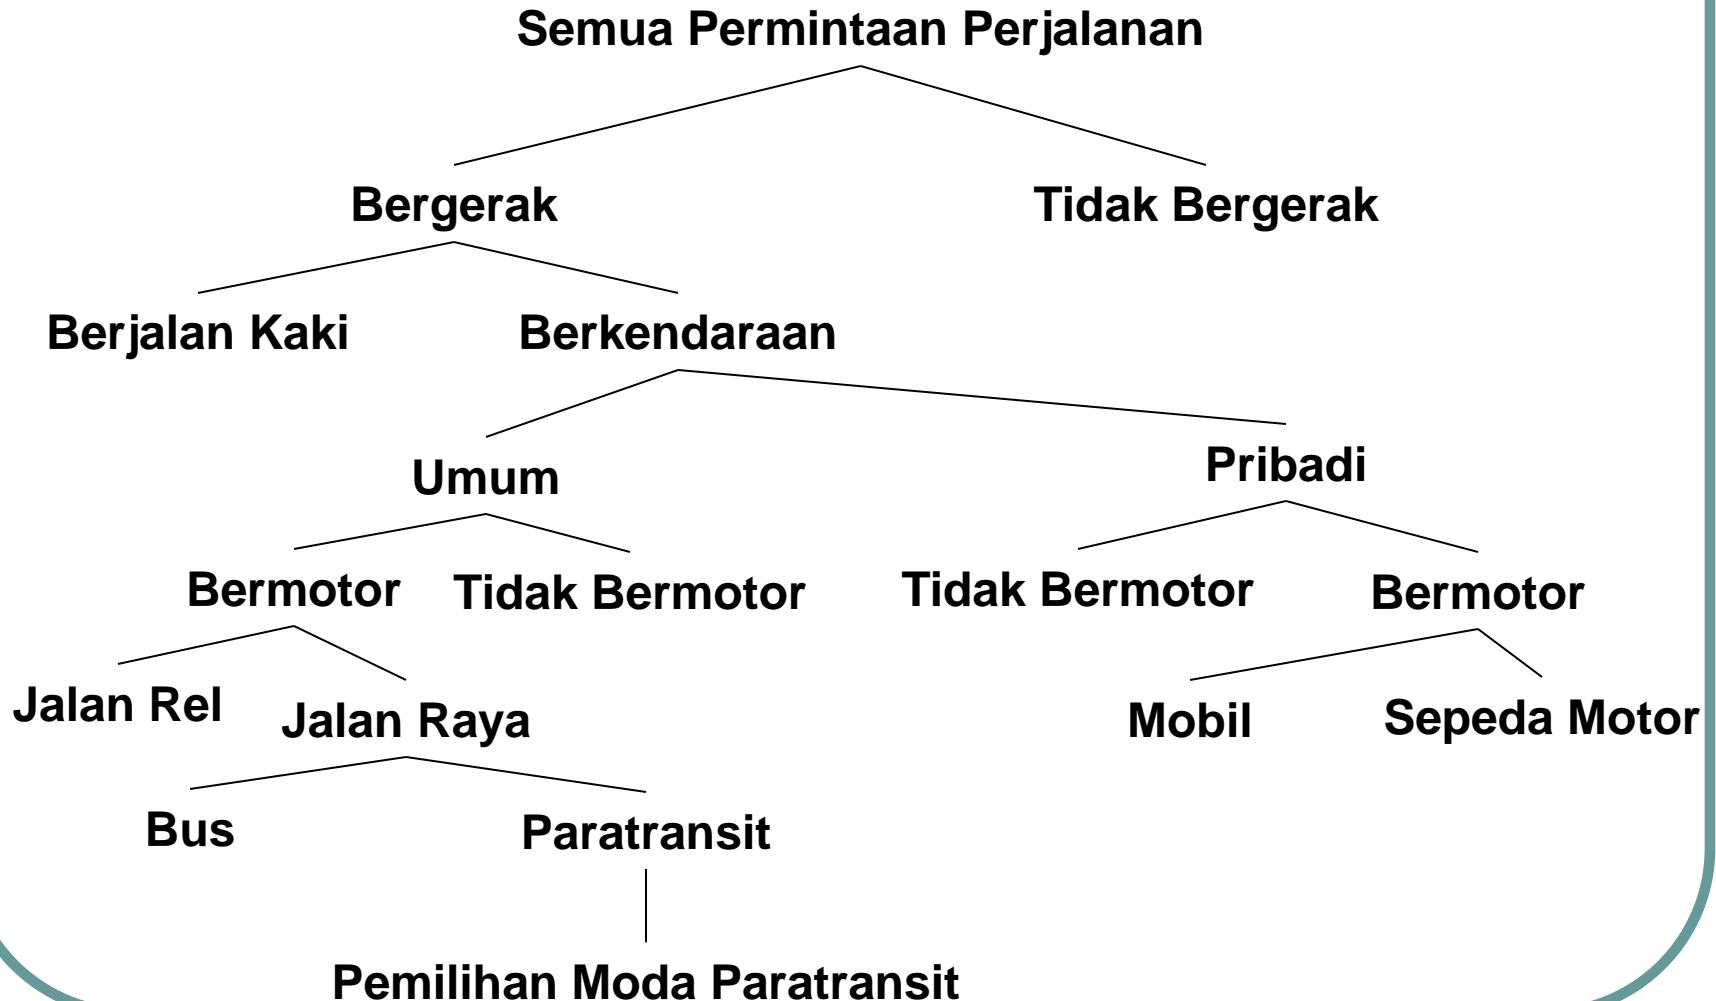 Semua Permintaan Perjalanan
Bergerak
Tidak Bergerak
Berjalan Kaki
Berkendaraan
Umum
Pribadi
Bermotor
Tidak Bermotor
Tidak Bermotor
Bermotor
Jalan Rel
Jalan Raya
Mobil
Sepeda Motor
Bus
Paratransit
Pemilihan Moda Paratransit